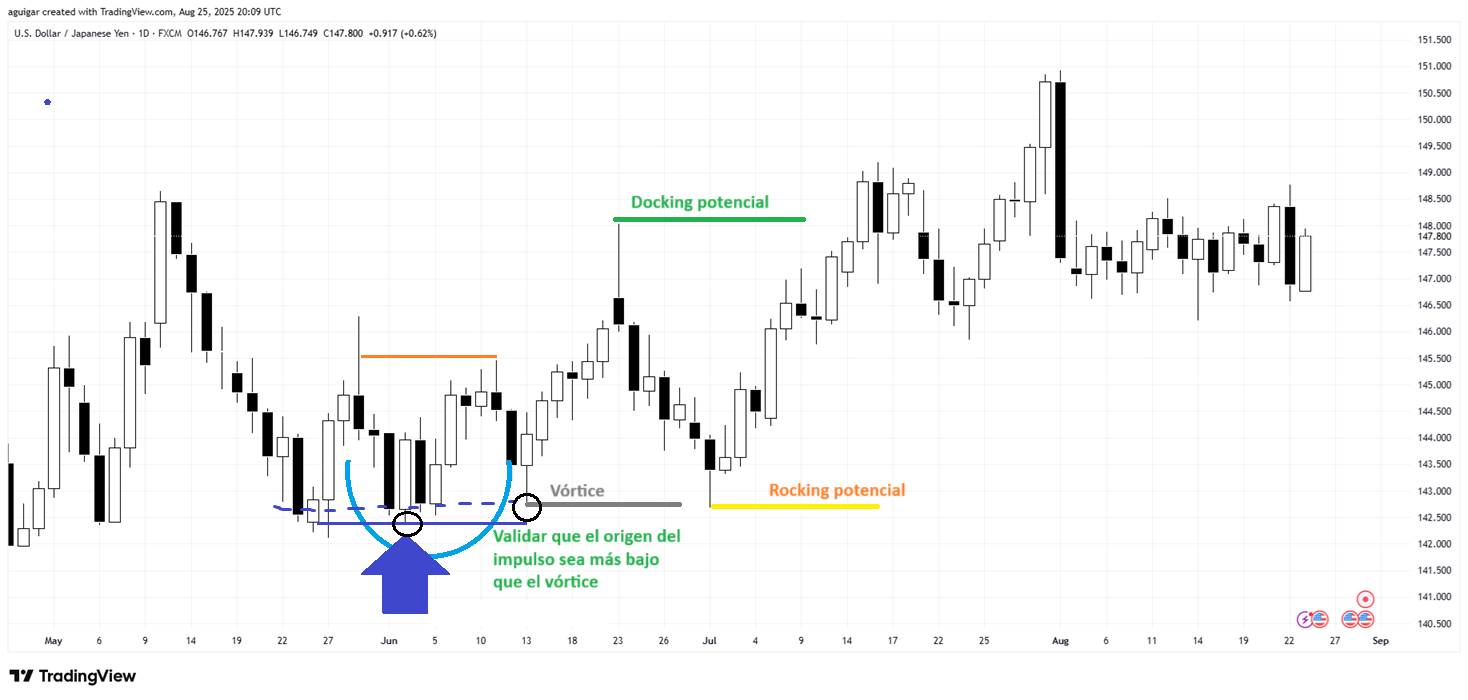 aguigar created with TradingView.com, Aug 25, 2025 20:09 UTC
U.S. Dollar / Japanese Yen · 1D · FXCM O146.767 H147.939 L146.749 C147.800 +0.917 (+0.62%)
151.500
151.000
150.500
150.000
149.500
149.000
148.500
148.000
147.800
147.500
147.000
146.500
146.000
145.500
145.000
144.500
144.000
143.500
143.000
142.500
142.000
141.500
141.000
140.500
Docking potencial
Vórtice
Rocking potencial
Validar que el origen del
impulso sea más bajo
que el vórtice
May 6 9 14 19 22 27 Jun 5 10 13 18 23 26 Jul 4 9 14 17 22 25 Aug 6 11 14 19 22 27 Sep
TradingView